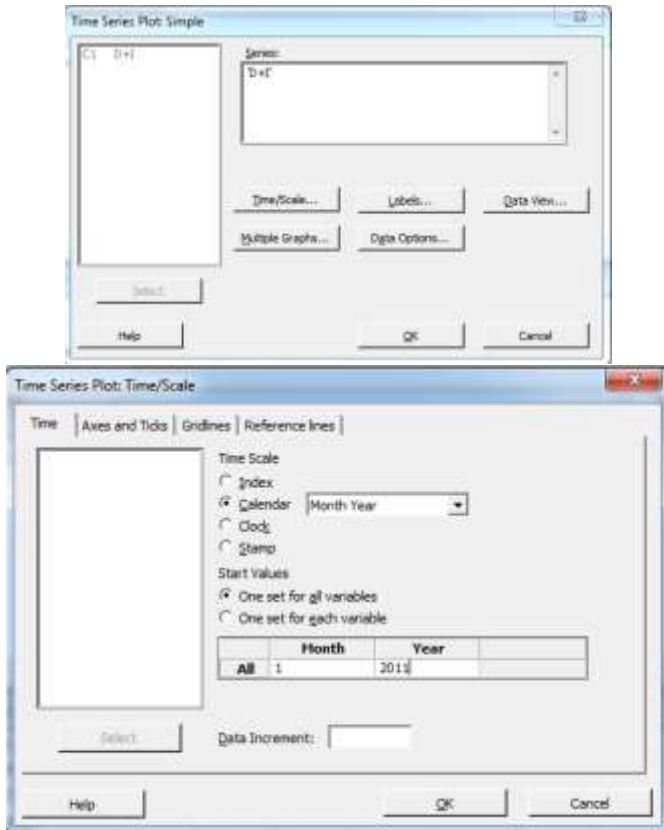 Time Series Plot: Simple
C1 D+I
Series:
'D+I'
Time/Scale...
Labels...
Data View...
Multiple Graphs...
Data Options...
Select
Help
OK
Cancel
Time Series Plot: Time/Scale
Time
Axes and Ticks
Gridlines
Reference lines
Time Scale
Index
Calendar
Month Year
Clock
Stamp
Start Values
One set for all variables
One set for each variable
Month Year
All 1 2011
Select
Data Increment:
Help
OK
Cancel